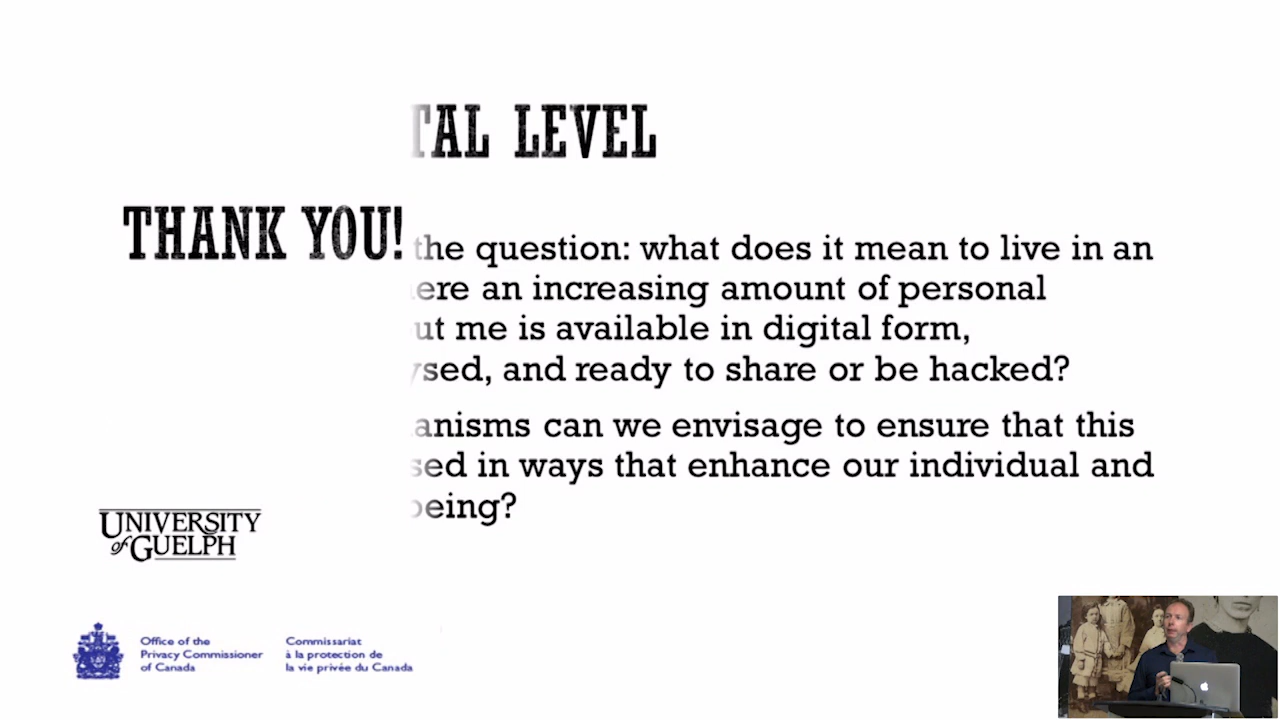 TAL LEVEL
THANK YOU!
the question: what does it mean to live in an
ere an increasing amount of personal
ut me is available in digital form,
ysed, and ready to share or be hacked?
anisms can we envisage to ensure that this
sed in ways that enhance our individual and
being?
UNIVERSITY
of GUELPH
Office of the
Privacy Commissioner
of Canada
Commissariat
à la protection de
la vie privée du Canada